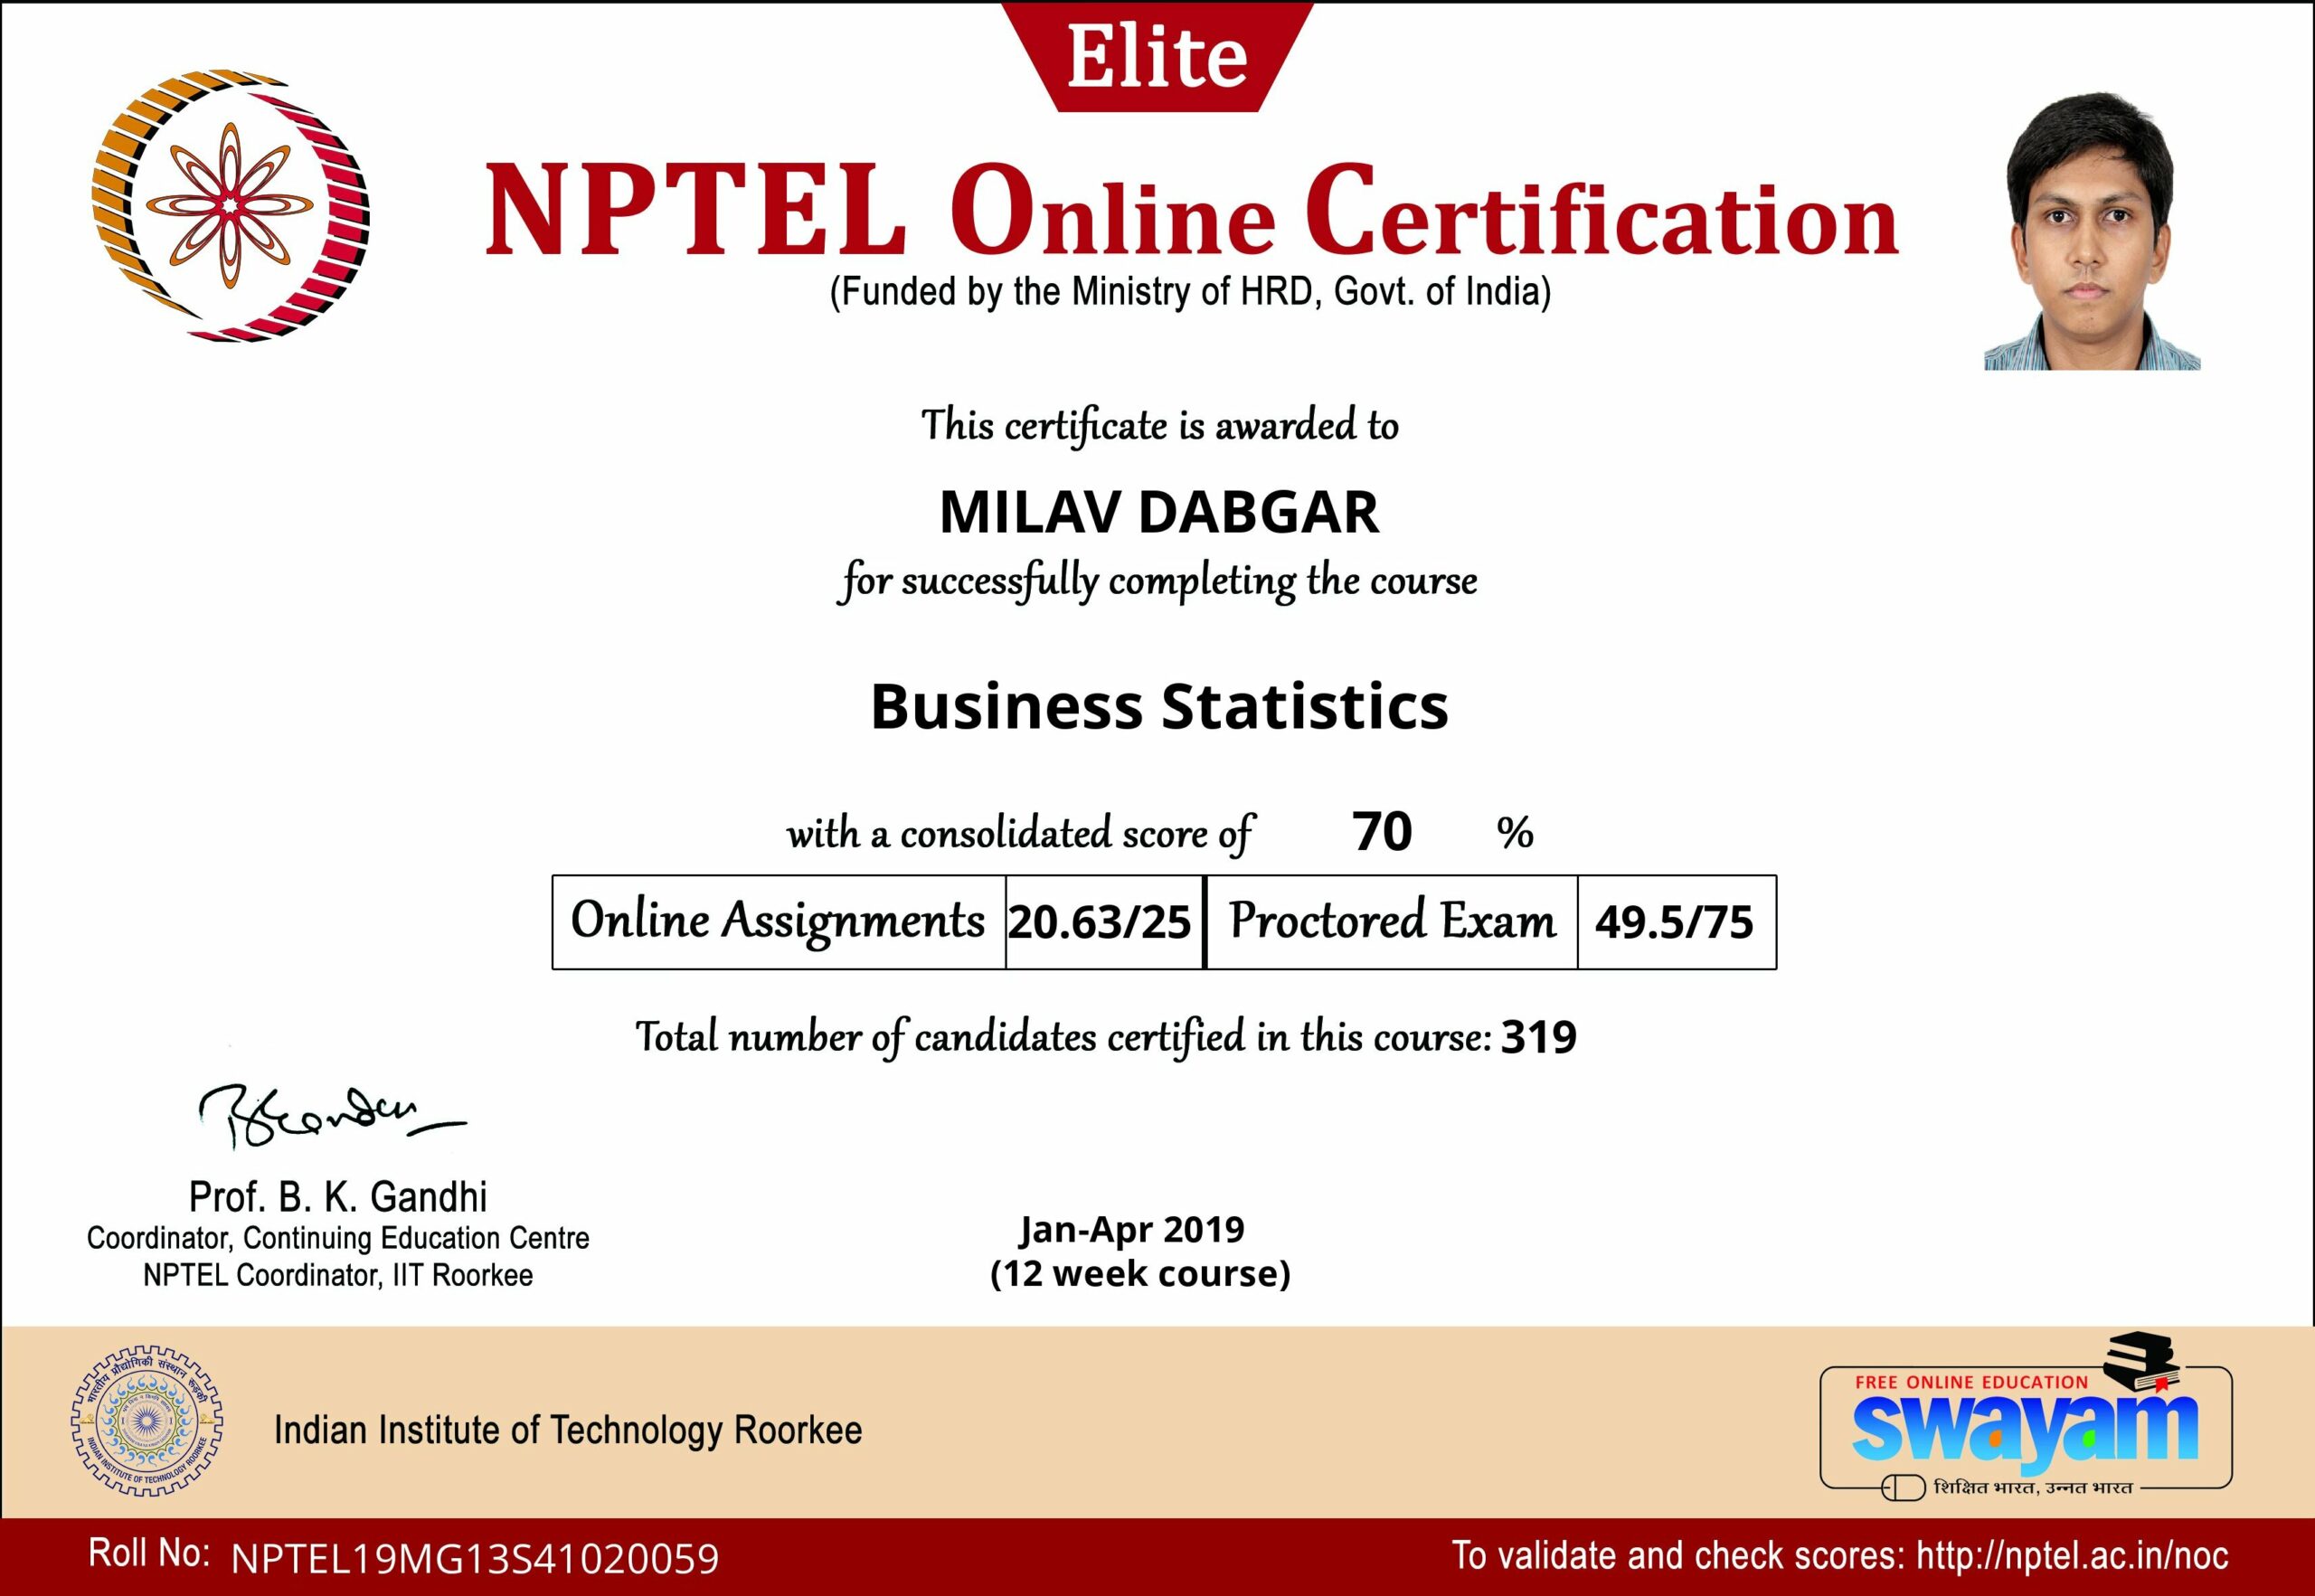 Elite
NPTEL Online Certification
(Funded by the Ministry of HRD, Govt. of India)
This certificate is awarded to
MILAV DABGAR
for successfully completing the course
Business Statistics
with a consolidated score of 70 %
Online Assignments 20.63/25 Proctored Exam 49.5/75
Total number of candidates certified in this course: 319
Prof. B. K. Gandhi
Coordinator, Continuing Education Centre
NPTEL Coordinator, IIT Roorkee
Jan-Apr 2019
(12 week course)
भारतीय प्रौद्योगिकी संस्थान रुड़की
INDIAN INSTITUTE OF TECHNOLOGY ROORKEE
Indian Institute of Technology Roorkee
FREE ONLINE EDUCATION
swayam
शिक्षित भारत, उन्नत भारत
Roll No: NPTEL19MG13S41020059
To validate and check scores: http://nptel.ac.in/noc